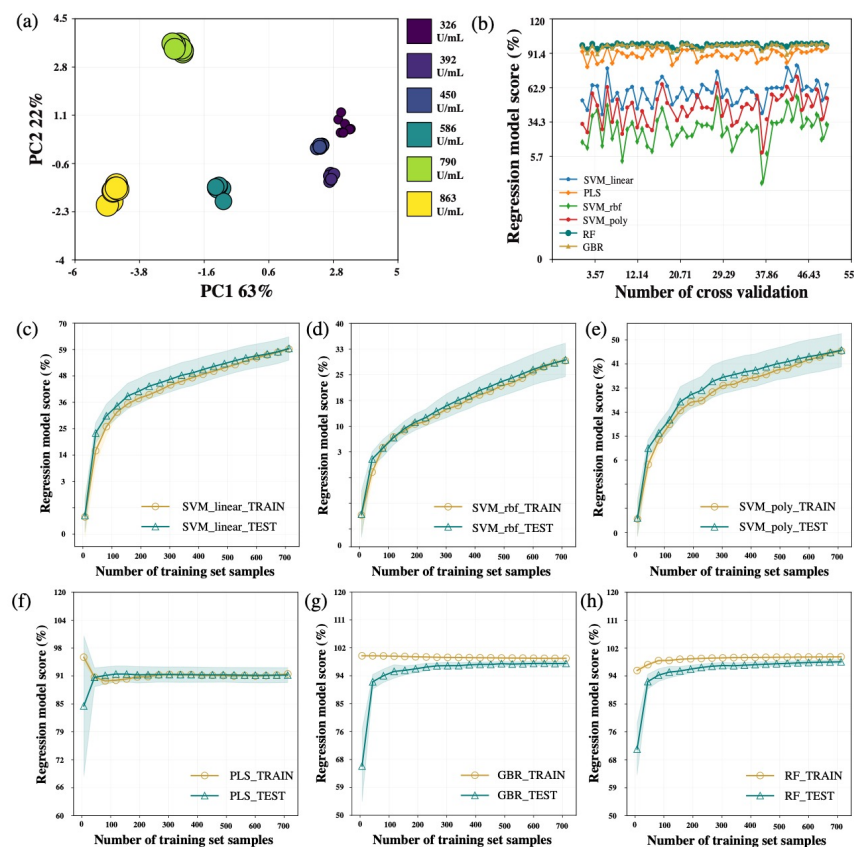 (a)
4.5
2.8
1.1
-0.6
-2.3
-4
PC2 22%
-6 -3.8 -1.6 0.6 2.8 5
PC1 63%
326
U/mL
392
U/mL
450
U/mL
586
U/mL
790
U/mL
863
U/mL
(b)
120
91.4
62.9
34.3
5.7
0
Regression model score (%)
SVM_linear
PLS
SVM_rbf
SVM_poly
RF
GBR
3.57 12.14 20.71 29.29 37.86 46.43 55
Number of cross validation
(c)
70
59
48
36
25
14
3
0
Regression model score (%)
SVM_linear_TRAIN
SVM_linear_TEST
0 100 200 300 400 500 600 700
Number of training set samples
(d)
40
33
25
18
10
3
0
Regression model score (%)
SVM_rbf_TRAIN
SVM_rbf_TEST
0 100 200 300 400 500 600 700
Number of training set samples
(e)
50
41
32
34
15
6
0
Regression model score (%)
SVM_poly_TRAIN
SVM_poly_TEST
0 100 200 300 400 500 600 700
Number of training set samples
(f)
120
104
98
91
85
79
72
66
60
Regression model score (%)
PLS_TRAIN
PLS_TEST
0 100 200 300 400 500 600 700
Number of training set samples
(g)
120
111
102
94
85
76
68
59
50
Regression model score (%)
GBR_TRAIN
GBR_TEST
0 100 200 300 400 500 600 700
Number of training set samples
(h)
120
111
102
94
85
76
68
59
50
Regression model score (%)
RF_TRAIN
RF_TEST
0 100 200 300 400 500 600 700
Number of training set samples